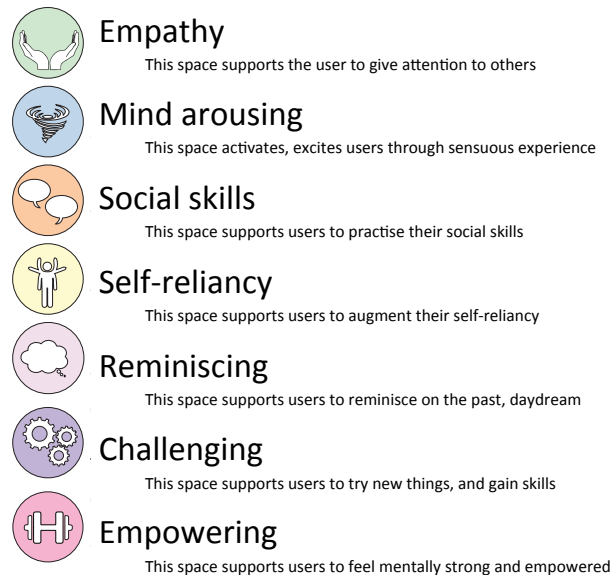 Empathy
This space supports the user to give attention to others
Mind arousing
This space activates, excites users through sensuous experience
Social skills
This space supports users to practise their social skills
Self-reliancy
This space supports users to augment their self-reliancy
Reminiscing
This space supports users to reminisce on the past, daydream
Challenging
This space supports users to try new things, and gain skills
Empowering
This space supports users to feel mentally strong and empowered